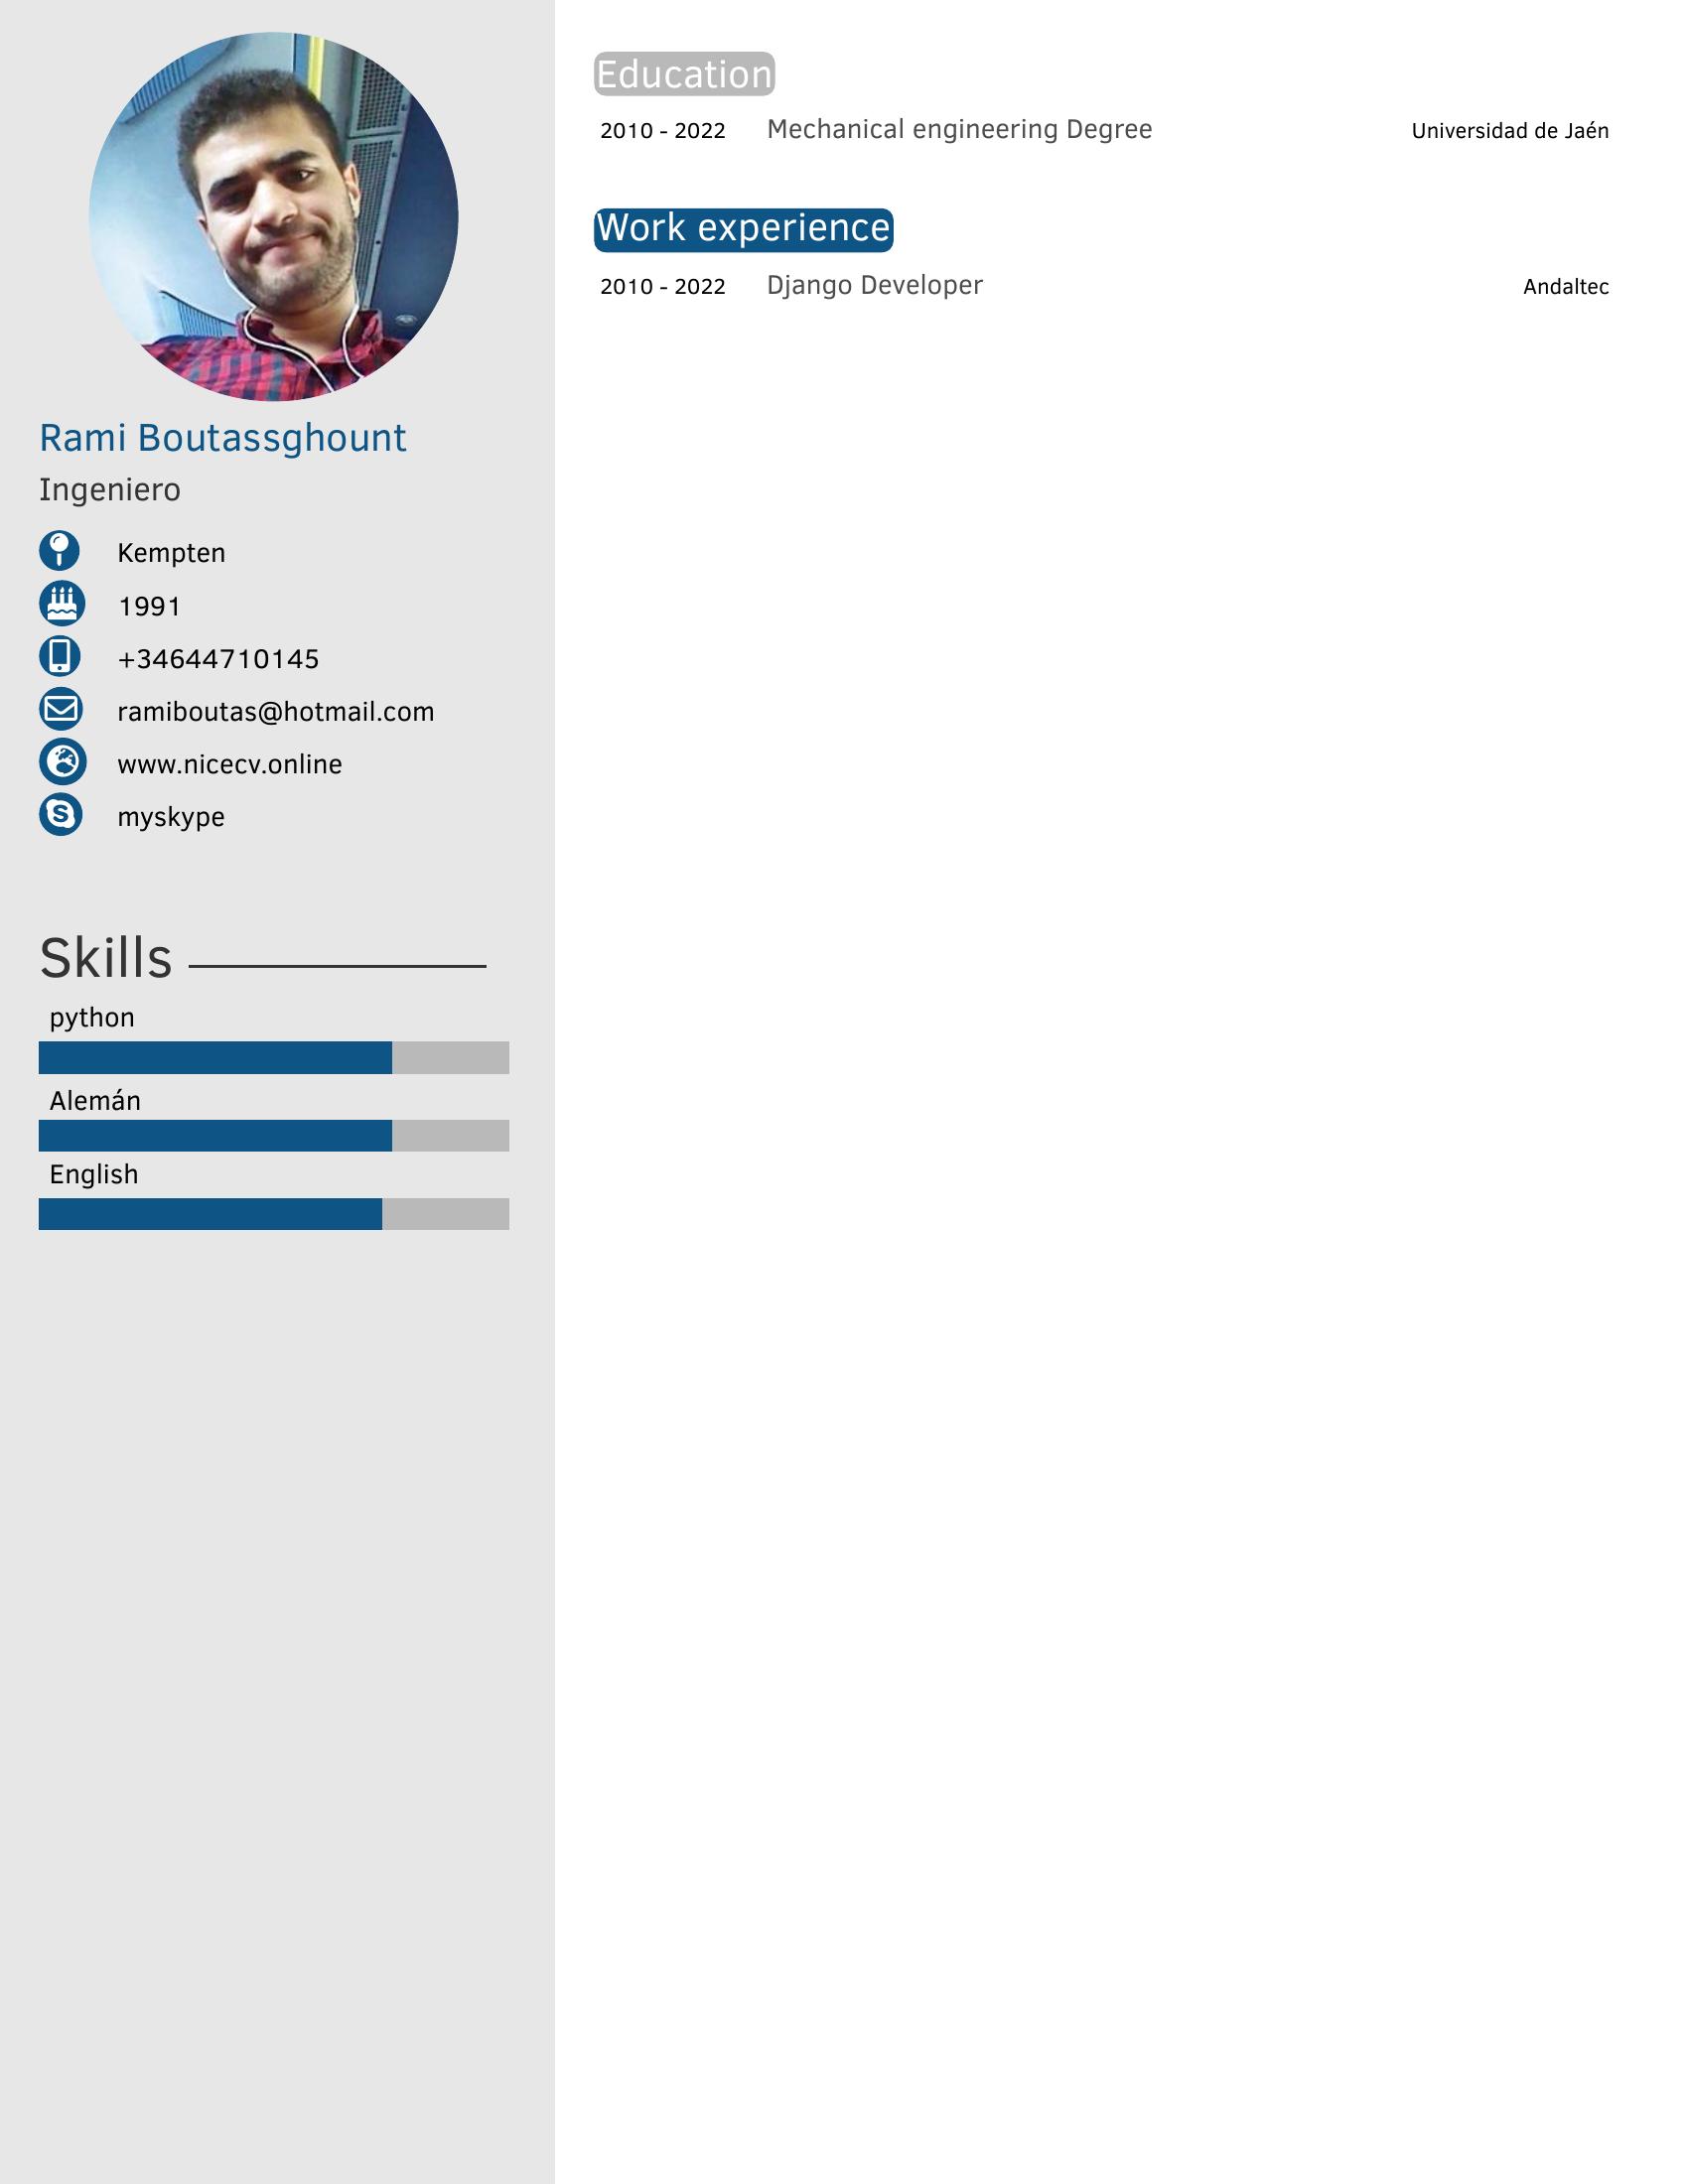 Rami Boutassghount
Ingeniero
Kempten
1991
+34644710145
ramiboutas@hotmail.com
www.nicecv.online
myskype
Skills
python
Alemán
English
Education
2010 - 2022 Mechanical engineering Degree Universidad de Jaén
Work experience
2010 - 2022 Django Developer Andaltec